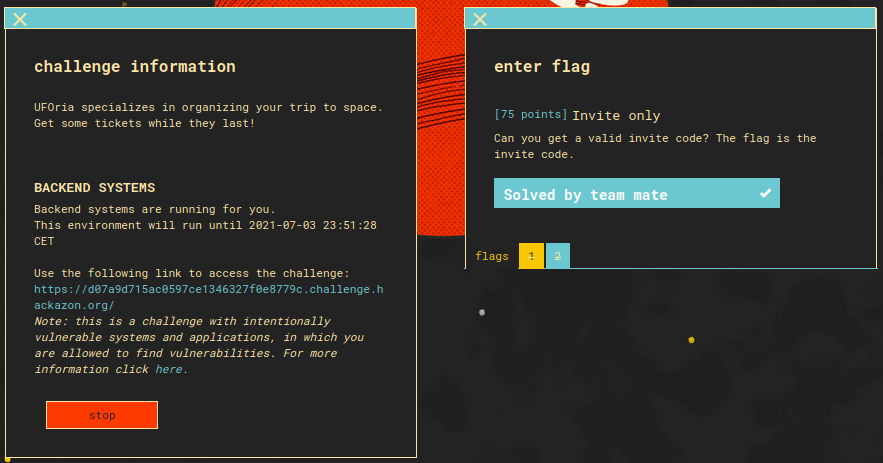 challenge information
UFOria specializes in organizing your trip to space.
Get some tickets while they last!
BACKEND SYSTEMS
Backend systems are running for you.
This environment will run until 2021-07-03 23:51:28
CET
Use the following link to access the challenge:
https://d07a9d715ac0597ce1346327f0e8779c.challenge.h
ackazon.org/
Note: this is a challenge with intentionally
vulnerable systems and applications, in which you
are allowed to find vulnerabilities. For more
information click here.
stop
enter flag
[75 points] Invite only
Can you get a valid invite code? The flag is the
invite code.
Solved by team mate
flags 1 2